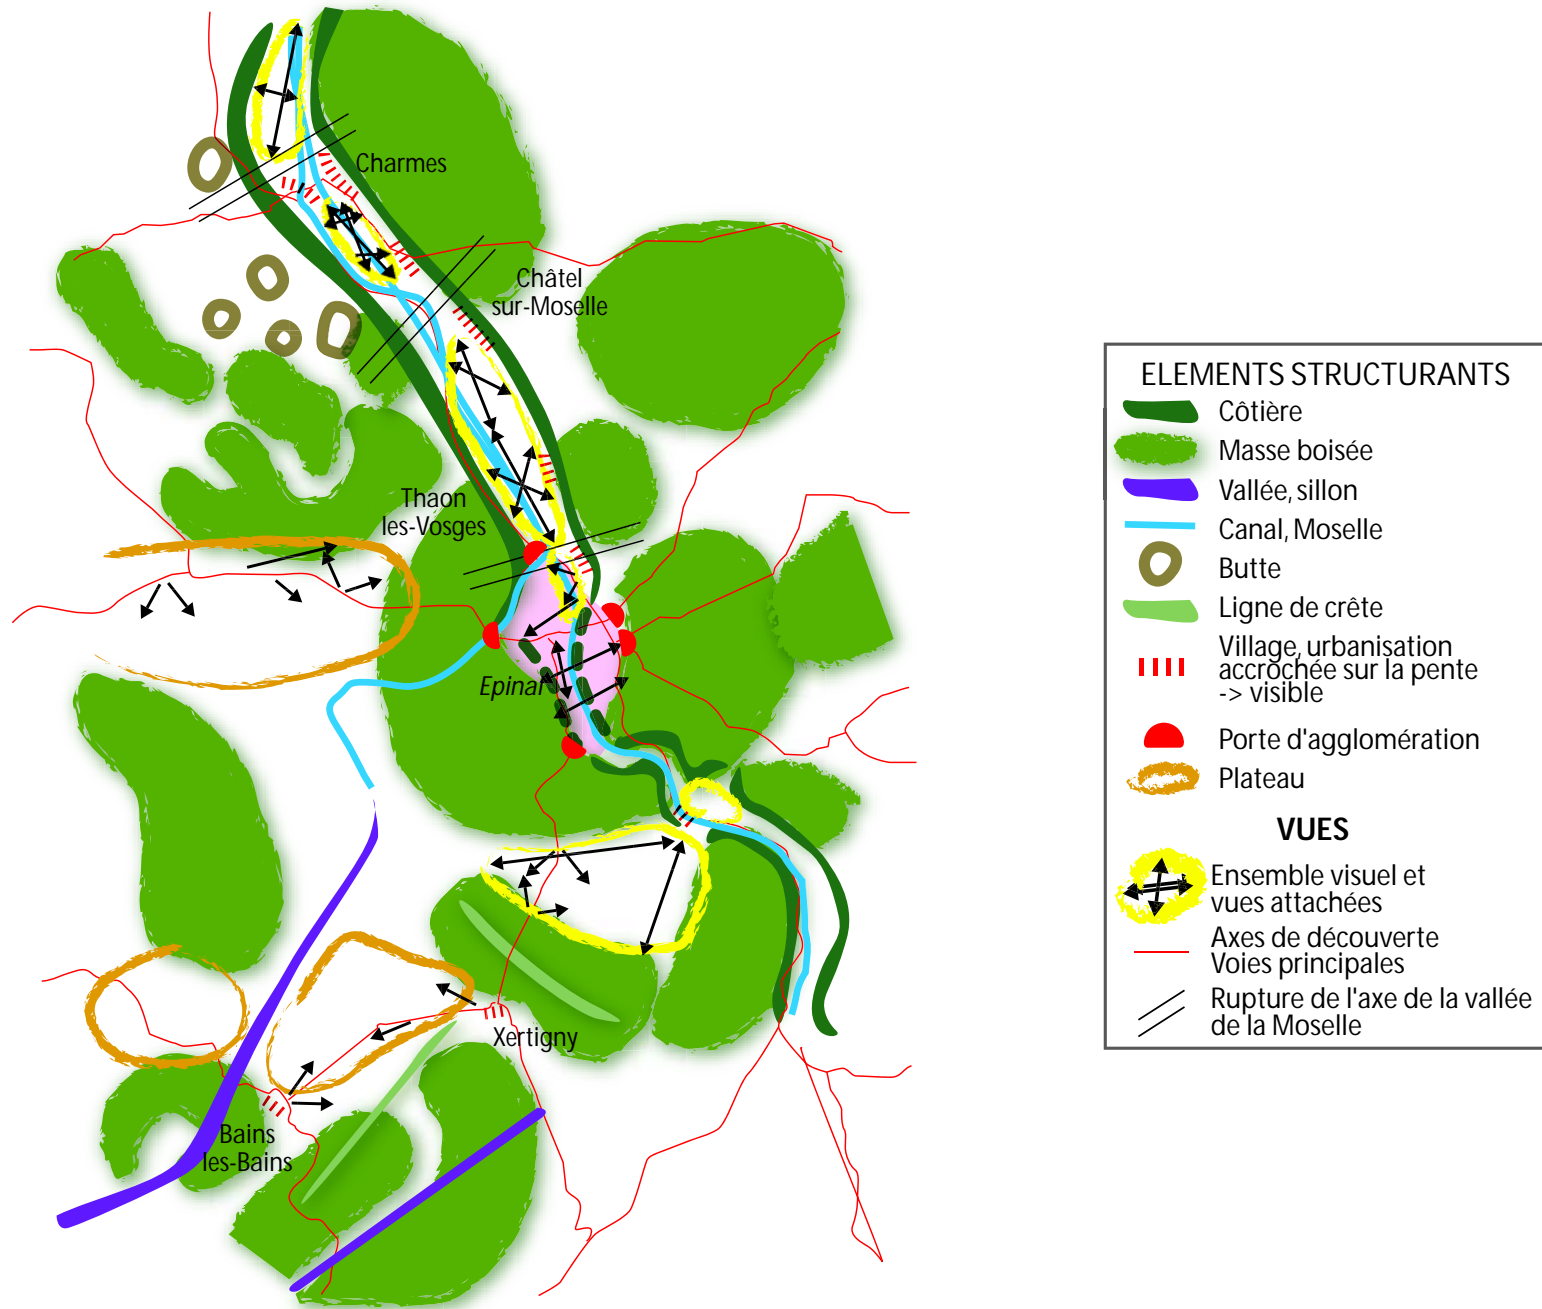 Charmes
Châtel
sur-Moselle
Thaon
les-Vosges
Epinal
Xertigny
Bains
les-Bains
ELEMENTS STRUCTURANTS
Côtière
Masse boisée
Vallée, sillon
Canal, Moselle
Butte
Ligne de crête
Village, urbanisation
accrochée sur la pente
-> visible
Porte d'agglomération
Plateau
VUES
Ensemble visuel et
vues attachées
Axes de découverte
Voies principales
Rupture de l'axe de la vallée
de la Moselle